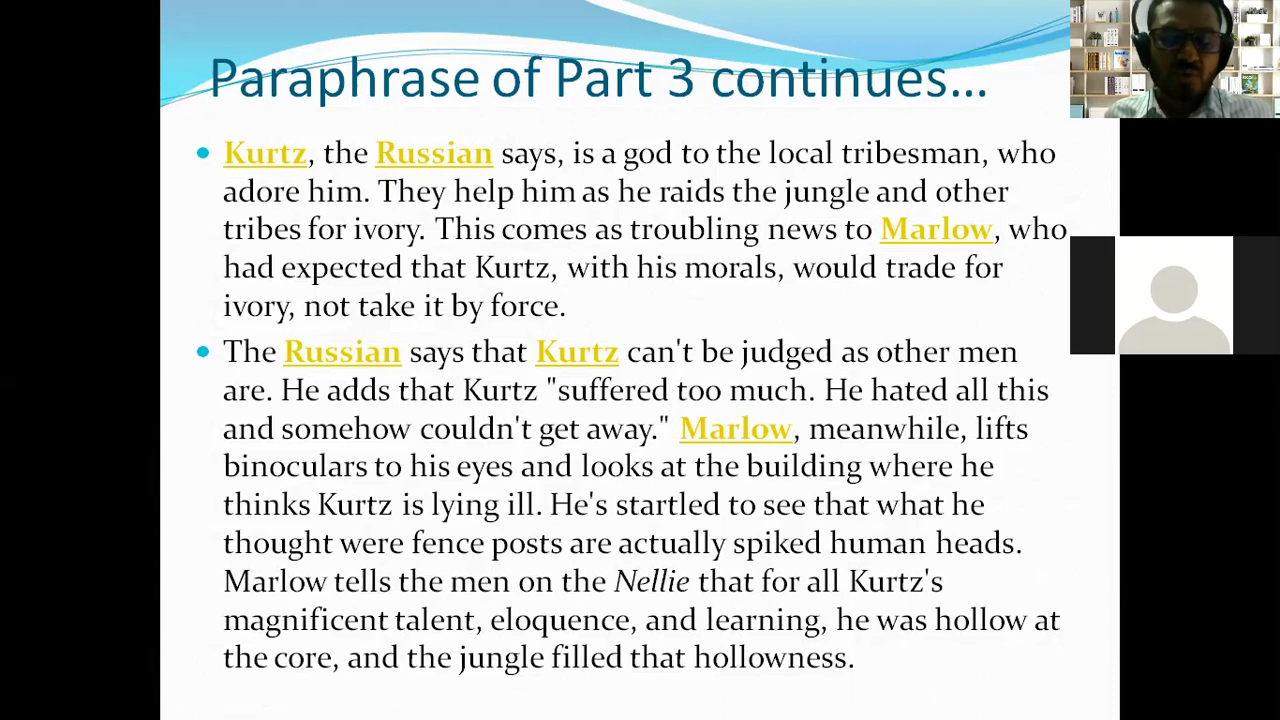 Paraphrase of Part 3 continues...
• Kurtz, the Russian says, is a god to the local tribesman, who
adore him. They help him as he raids the jungle and other
tribes for ivory. This comes as troubling news to Marlow, who
had expected that Kurtz, with his morals, would trade for
ivory, not take it by force.
• The Russian says that Kurtz can't be judged as other men
are. He adds that Kurtz "suffered too much. He hated all this
and somehow couldn't get away." Marlow, meanwhile, lifts
binoculars to his eyes and looks at the building where he
thinks Kurtz is lying ill. He's startled to see that what he
thought were fence posts are actually spiked human heads.
Marlow tells the men on the Nellie that for all Kurtz's
magnificent talent, eloquence, and learning, he was hollow at
the core, and the jungle filled that hollowness.